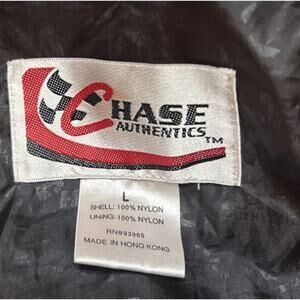 CHASE
AUTHENTICS TM
L
SHELL: 100% NYLON
LINING: 100% NYLON
RN#93965
MADE IN HONG KONG